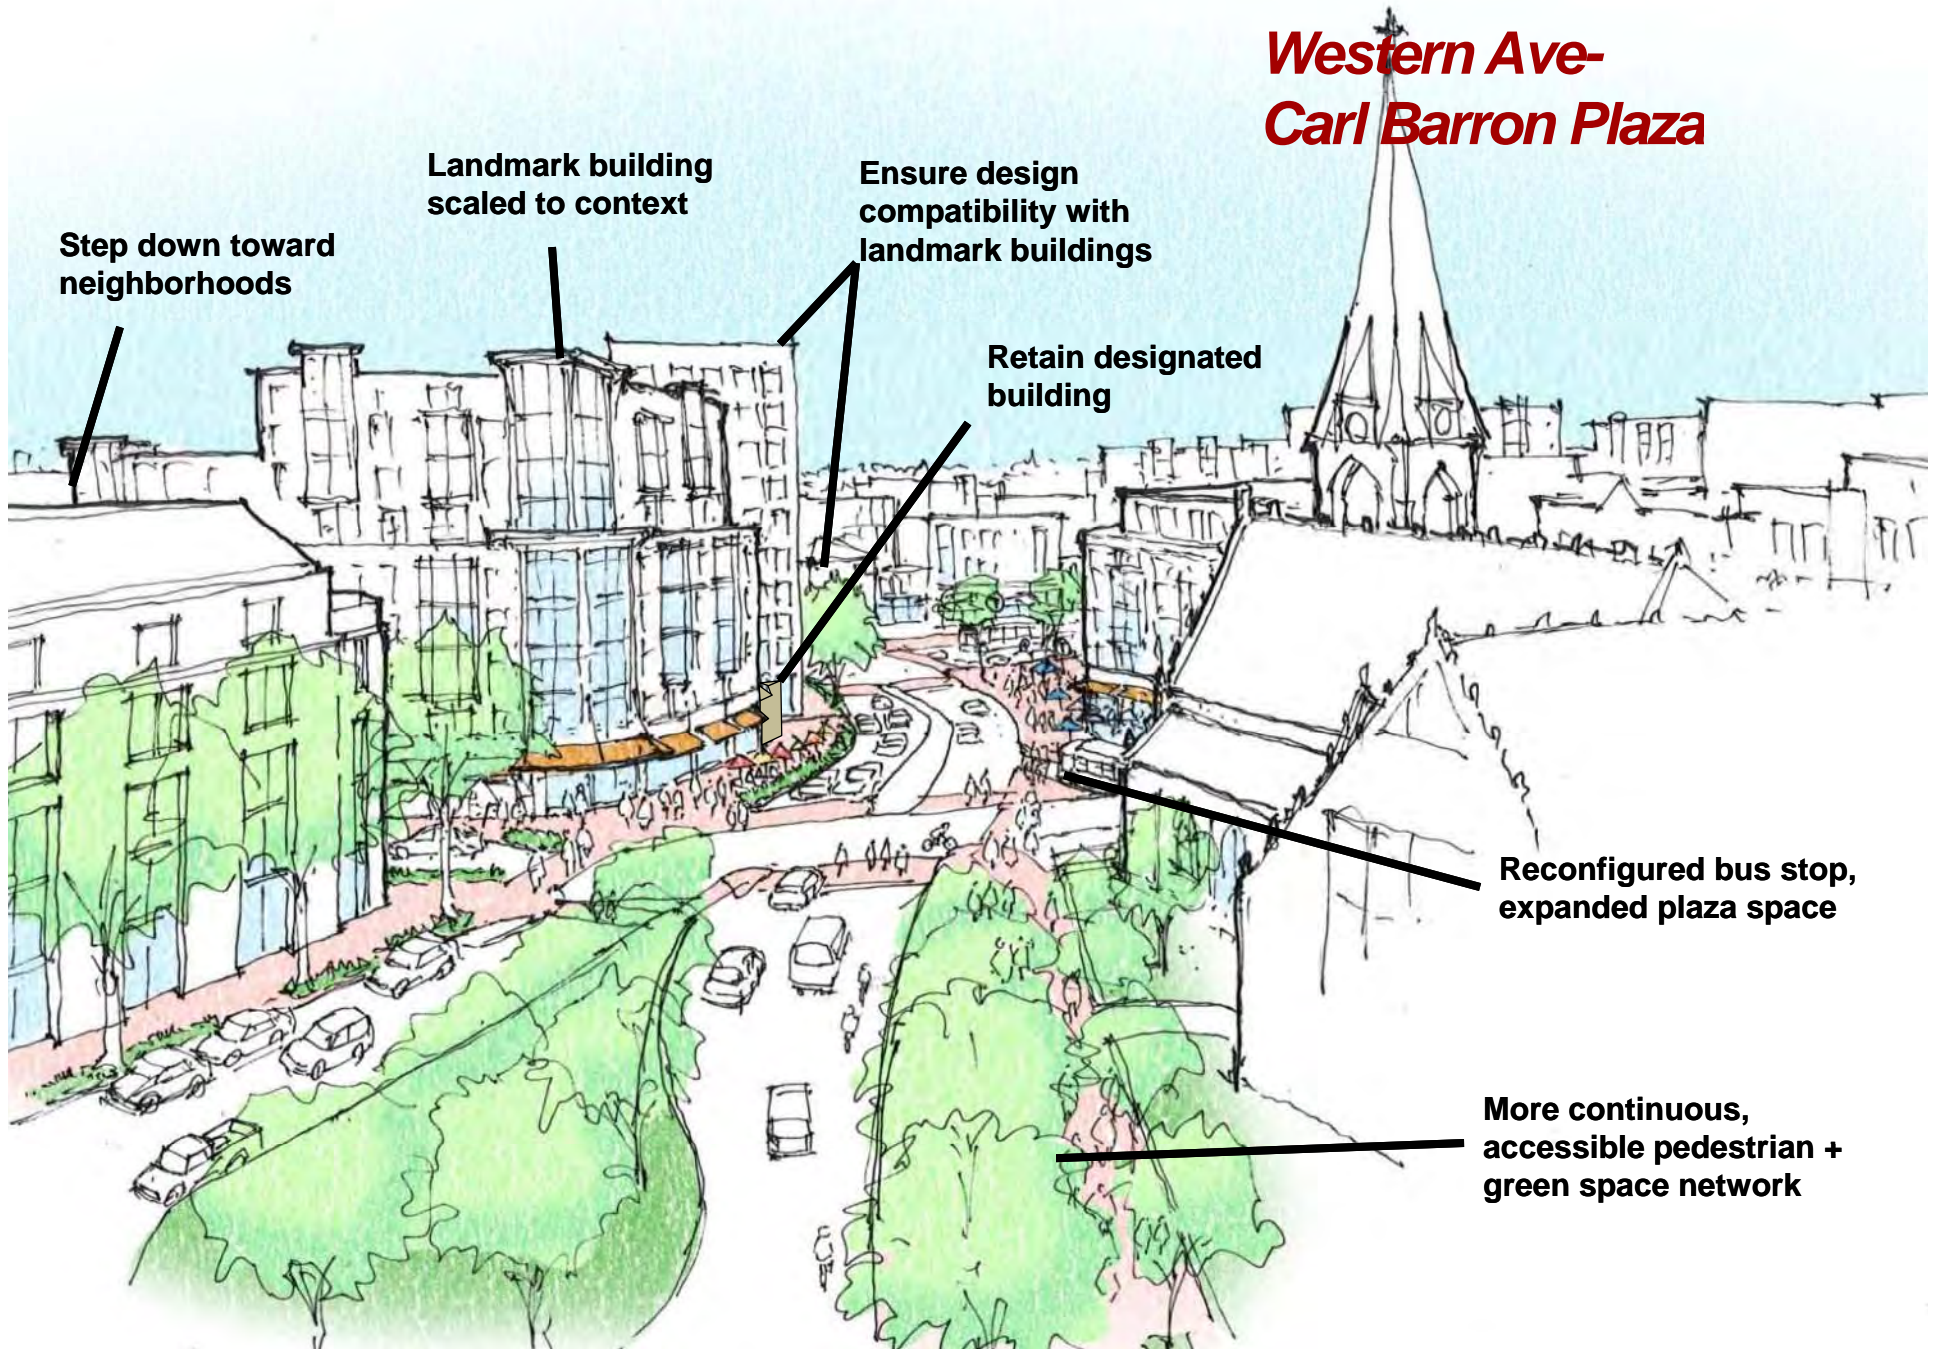 Western Ave-
Carl Barron Plaza
Landmark building
scaled to context
Ensure design
compatibility with
landmark buildings
Step down toward
neighborhoods
Retain designated
building
Reconfigured bus stop,
expanded plaza space
More continuous,
accessible pedestrian +
green space network